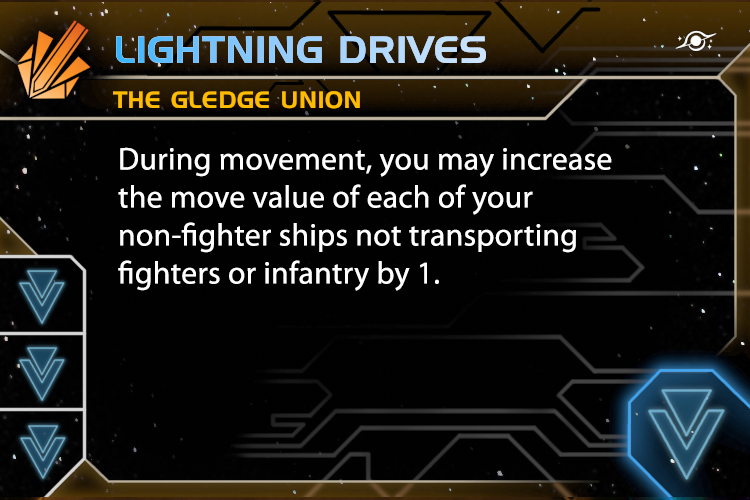 LIGHTNING DRIVES
THE GLEDGE UNION
During movement, you may increase
the move value of each of your
non-fighter ships not transporting
fighters or infantry by 1.